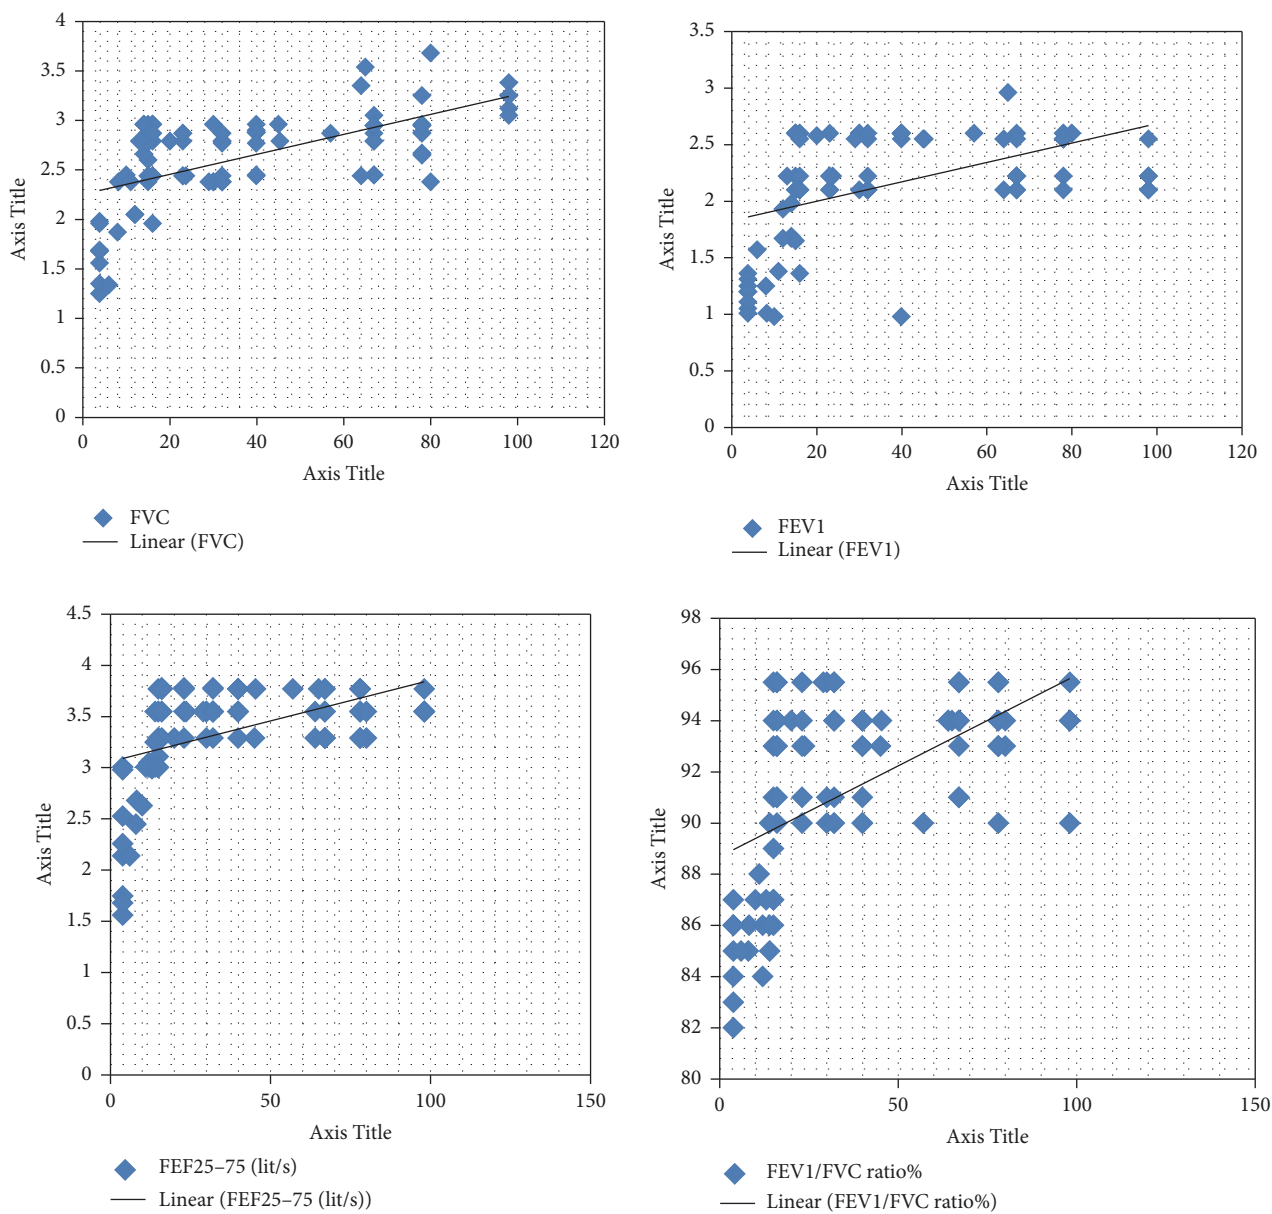 4
3.5
3
2.5
2
1.5
1
0.5
0
Axis Title
0 20 40 60 80 100 120
Axis Title
FVC
Linear (FVC)
3.5
3
2.5
2
1.5
1
0.5
0
Axis Title
0 20 40 60 80 100 120
Axis Title
FEV1
Linear (FEV1)
4.5
4
3.5
3
2.5
2
1.5
1
0.5
0
Axis Title
0 50 100 150
Axis Title
FEF25–75 (lit/s)
Linear (FEF25–75 (lit/s))
98
96
94
92
90
88
86
84
82
80
Axis Title
0 50 100 150
Axis Title
FEV1/FVC ratio%
Linear (FEV1/FVC ratio%)